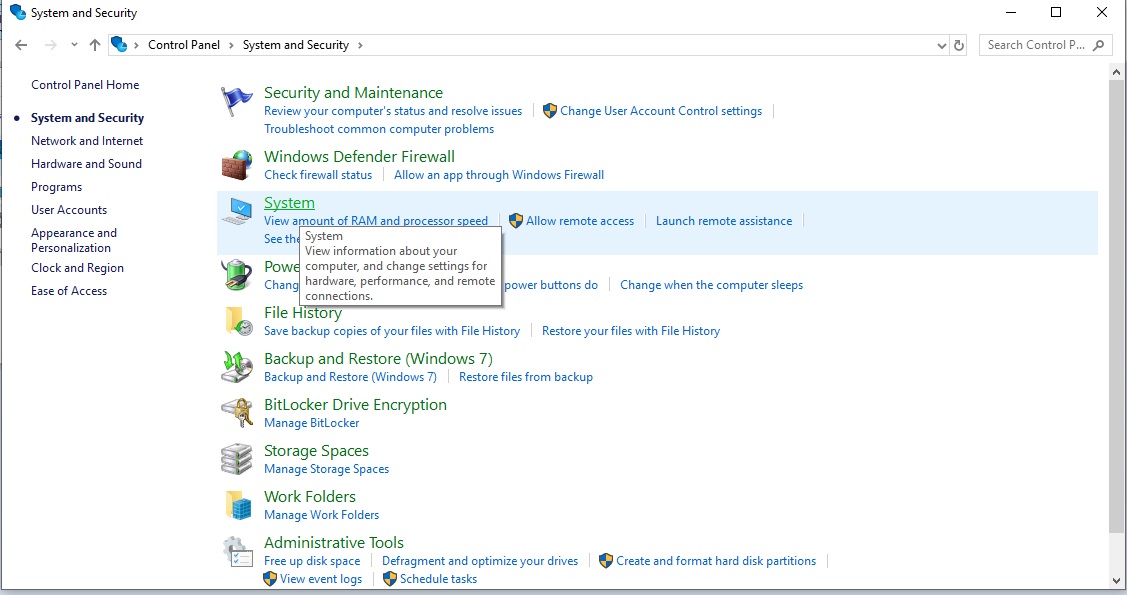 System and Security
Control Panel > System and Security >
Search Control P...
Control Panel Home
System and Security
Network and Internet
Hardware and Sound
Programs
User Accounts
Appearance and
Personalization
Clock and Region
Ease of Access
Security and Maintenance
Review your computer's status and resolve issues | Change User Account Control settings
Troubleshoot common computer problems
Windows Defender Firewall
Check firewall status | Allow an app through Windows Firewall
System
View amount of RAM and processor speed | Allow remote access | Launch remote assistance
See the
System
View information about your
computer, and change settings for
hardware, performance, and remote
connections.
Powe
Chang power buttons do | Change when the computer sleeps
File History
Save backup copies of your files with File History | Restore your files with File History
Backup and Restore (Windows 7)
Backup and Restore (Windows 7) | Restore files from backup
BitLocker Drive Encryption
Manage BitLocker
Storage Spaces
Manage Storage Spaces
Work Folders
Manage Work Folders
Administrative Tools
Free up disk space | Defragment and optimize your drives | Create and format hard disk partitions
View event logs | Schedule tasks